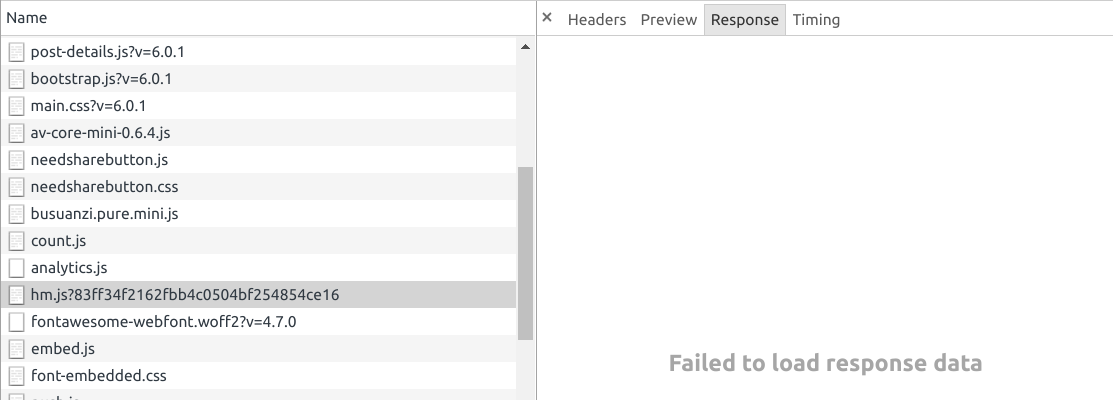 Name
post-details.js?v=6.0.1
bootstrap.js?v=6.0.1
main.css?v=6.0.1
av-core-mini-0.6.4.js
needsharebutton.js
needsharebutton.css
busuanzi.pure.mini.js
count.js
analytics.js
hm.js?83ff34f2162fbb4c0504bf254854ce16
fontawesome-webfont.woff2?v=4.7.0
embed.js
font-embedded.css
× Headers Preview Response Timing
Failed to load response data